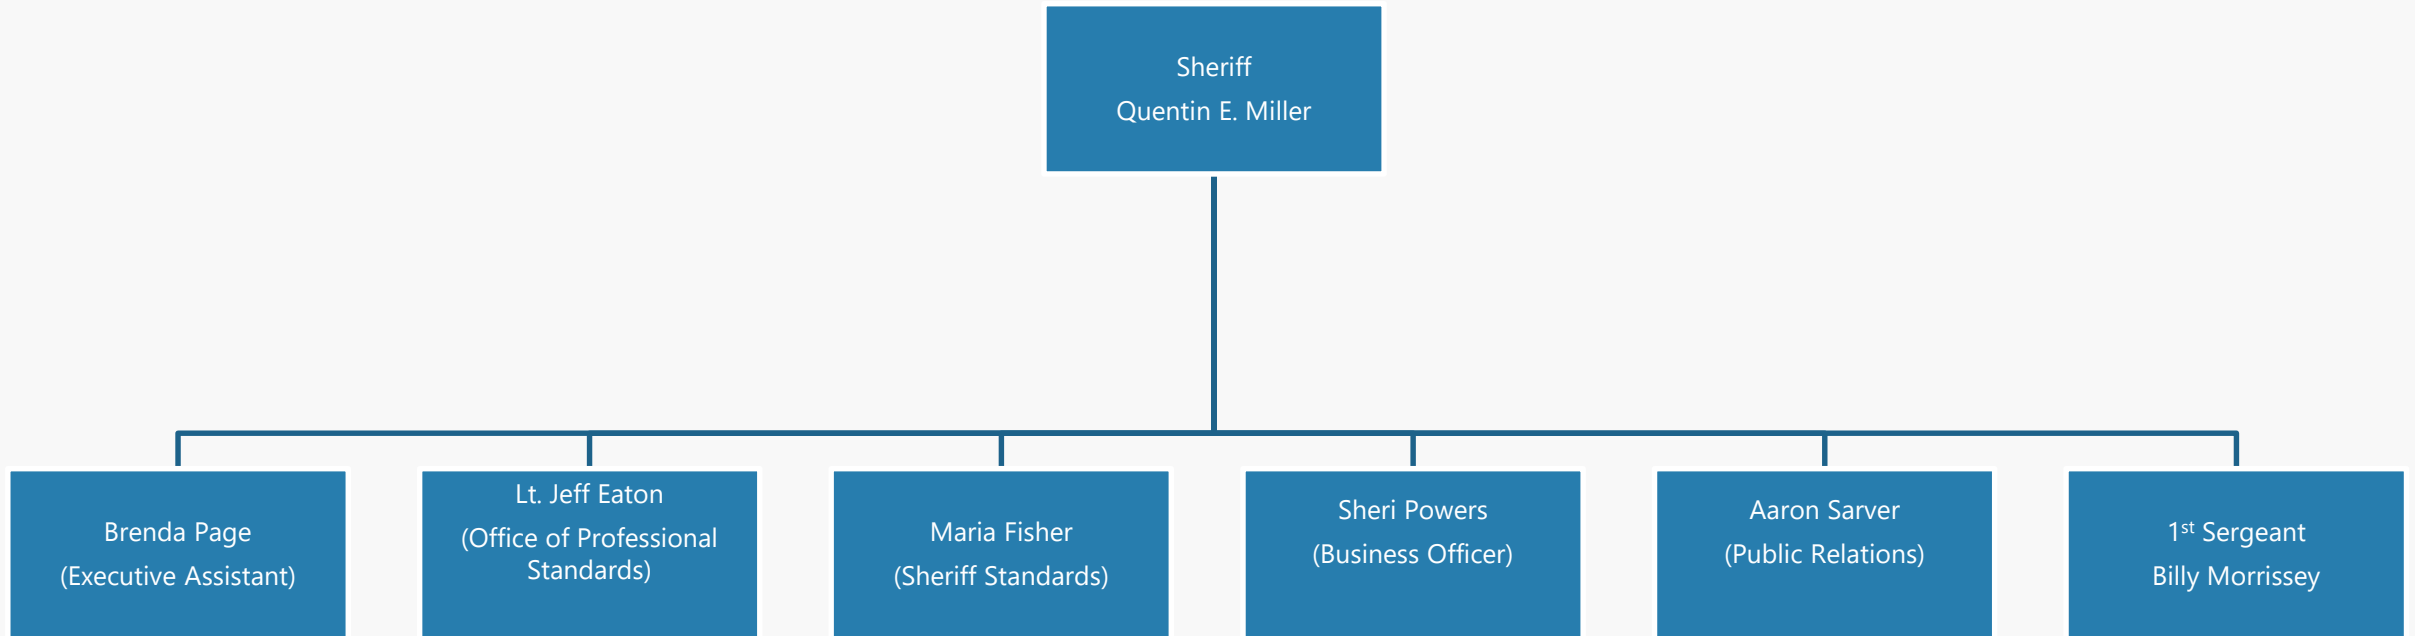 Sheriff
Quentin E. Miller
Brenda Page
(Executive Assistant)
Lt. Jeff Eaton
(Office of Professional
Standards)
Maria Fisher
(Sheriff Standards)
Sheri Powers
(Business Officer)
Aaron Sarver
(Public Relations)
1st Sergeant
Billy Morrissey